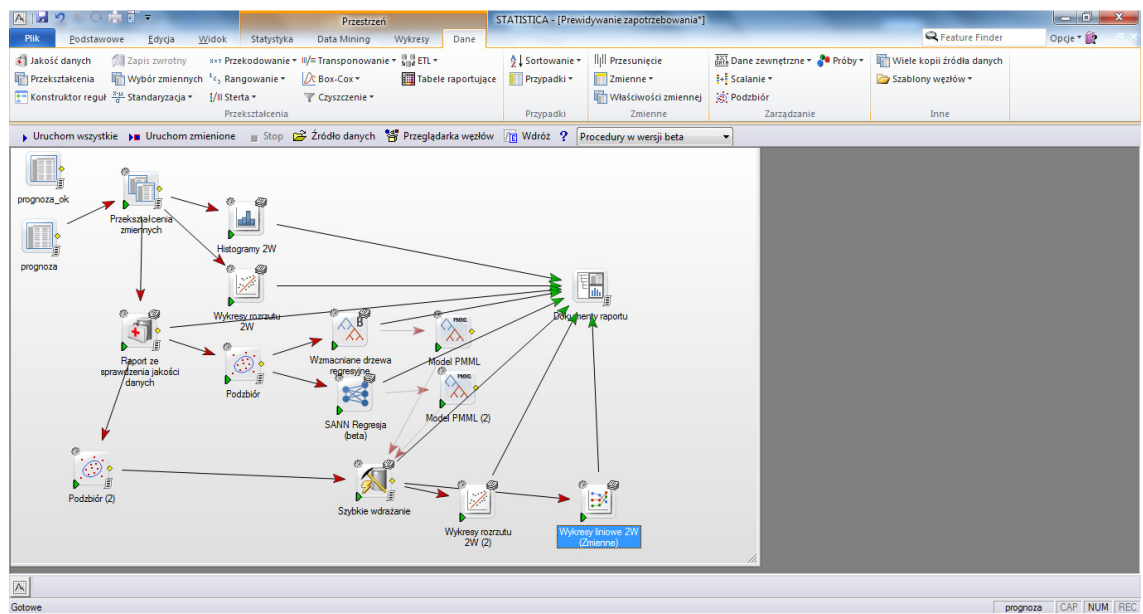 Przestrzeń
STATISTICA - [Prewidywanie zapotrzebowania*]
Plik Podstawowe Edycja Widok Statystyka Data Mining Wykresy Dane Feature Finder Opcje
Jakość danych Zapis zwrotny Przekodowanie Transponowanie ETL Sortowanie Przesunięcie Dane zewnętrzne Próby Wiele kopii źródła danych
Przekształcenia Wybór zmiennych Rangowanie Box-Cox Tabele raportujące Przypadki Zmienne Scalanie Szablony węzłów
Konstruktor reguł Standaryzacja Sterta Czyszczenie Właściwości zmiennej Podzbiór
Przekształcenia Przypadki Zmienne Zarządzanie Inne
Uruchom wszystkie Uruchom zmienione Stop Źródło danych Przeglądarka węzłów Wdróż ? Procedury w wersji beta
prognoza_ok
Przekształcenia
zmiennych
Histogramy 2W
prognoza
Wykresy rozrzutu
2W
Dokumenty raportu
Raport ze
sprawdzenia jakości
danych
Podzbiór
B
Wzmacniane drzewa
regresyjne
PMML
Model PMML
SANN Regresja
(beta)
PMML
Model PMML (2)
Podzbiór (2)
Szybkie wdrażanie
Wykresy rozrzutu
2W (2)
Wykresy liniowe 2W
(Zmienne)
Gotowe prognoza CAP NUM REC